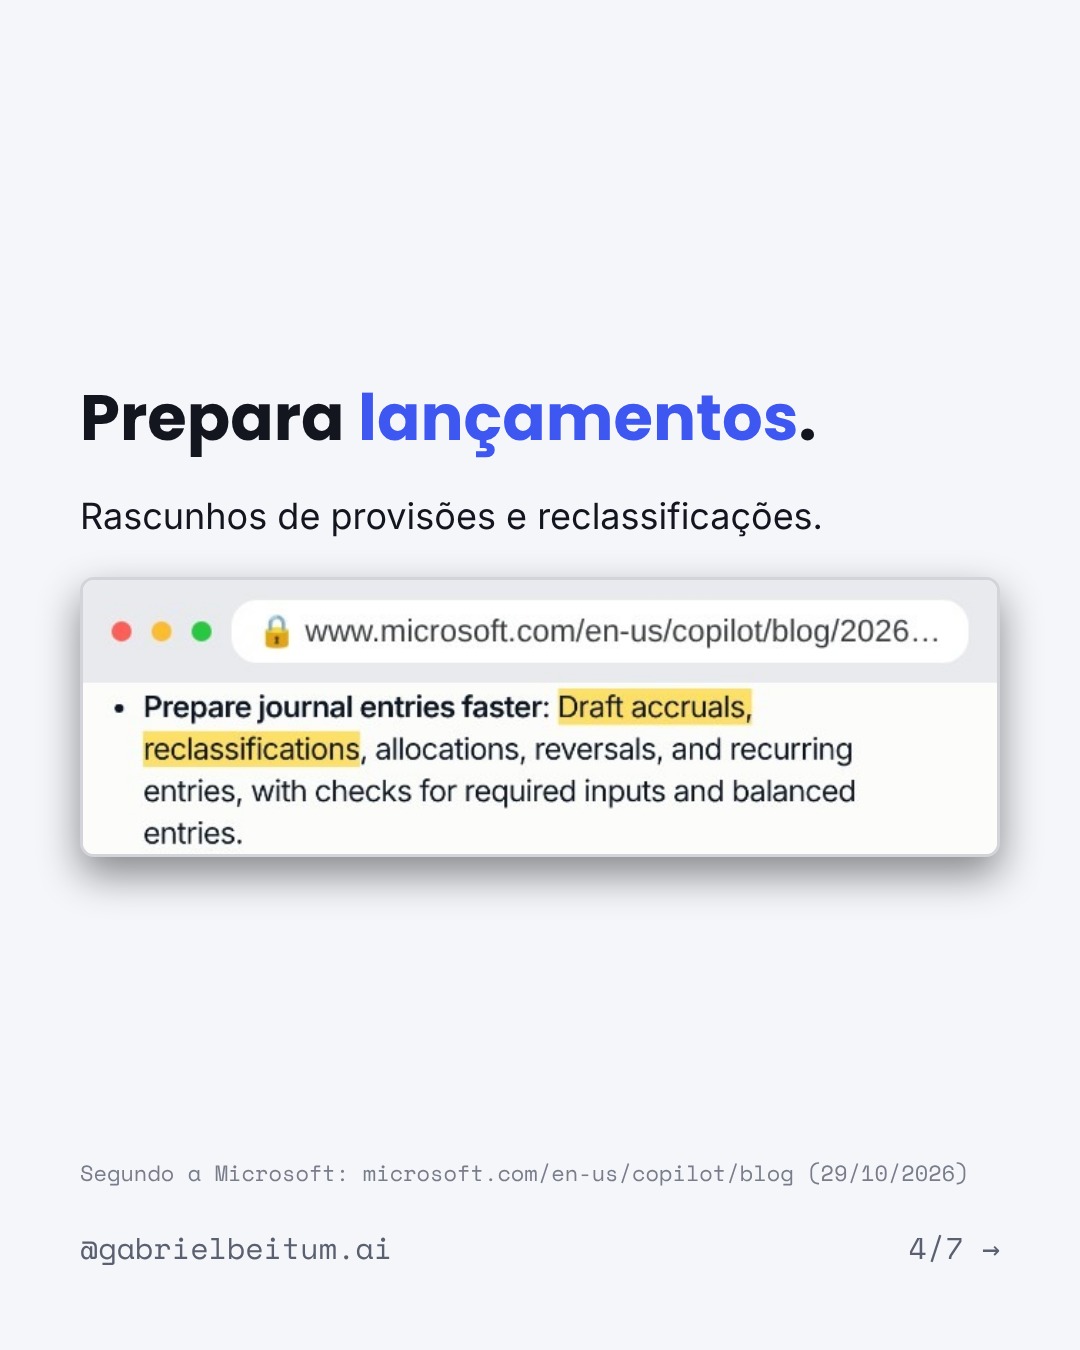 Prepara lançamentos.
Rascunhos de provisões e reclassificações.
www.microsoft.com/en-us/copilot/blog/2026…
• Prepare journal entries faster: Draft accruals,
reclassifications, allocations, reversals, and recurring
entries, with checks for required inputs and balanced
entries.
Segundo a Microsoft: microsoft.com/en-us/copilot/blog (29/10/2026)
@gabrielbeitum.ai
4/7 →